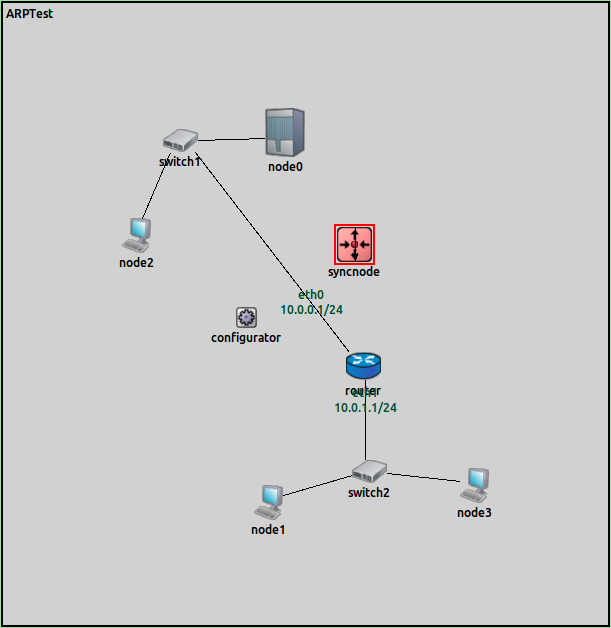 ARPTest
switch1
node0
node2
syncnode
eth0
10.0.0.1/24
configurator
router
eth1
10.0.1.1/24
switch2
node3
node1